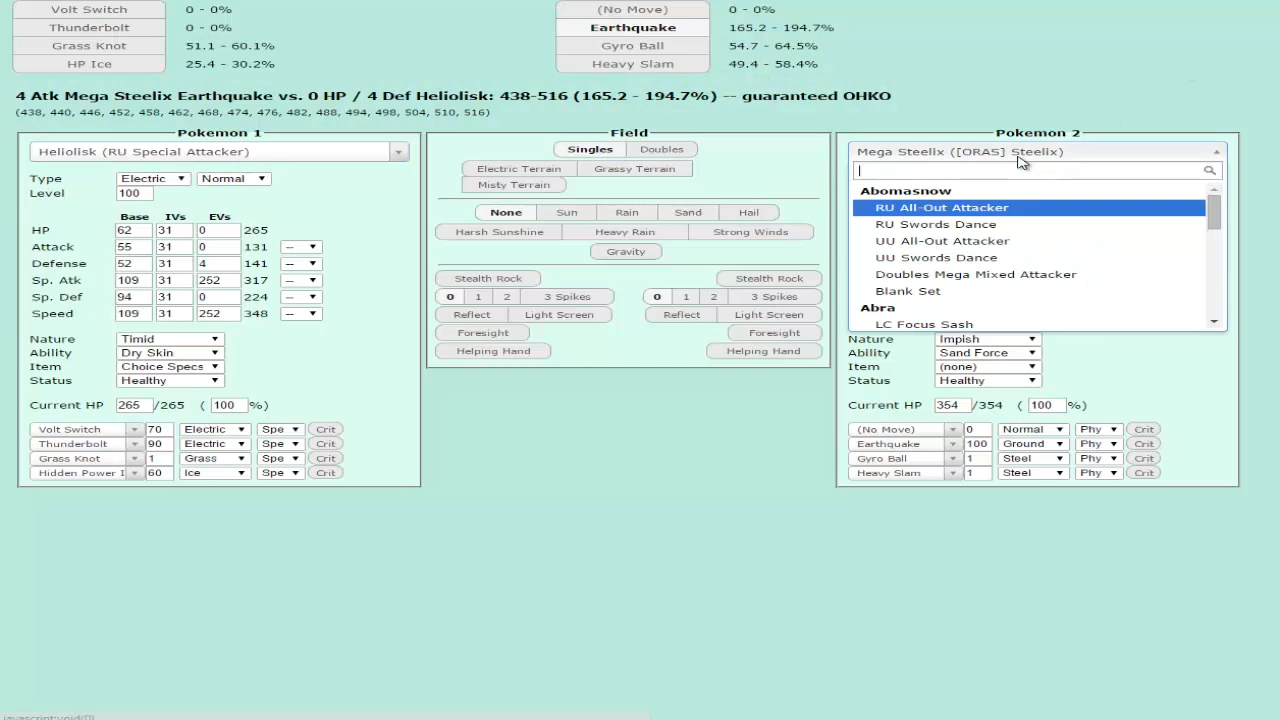 Volt Switch 0 - 0%
Thunderbolt 0 - 0%
Grass Knot 51.1 - 60.1%
HP Ice 25.4 - 30.2%
(No Move) 0 - 0%
Earthquake 165.2 - 194.7%
Gyro Ball 54.7 - 64.5%
Heavy Slam 49.4 - 58.4%
4 Atk Mega Steelix Earthquake vs. 0 HP / 4 Def Heliolisk: 438-516 (165.2 - 194.7%) -- guaranteed OHKO
(438, 440, 446, 452, 458, 462, 468, 474, 476, 482, 488, 494, 498, 504, 510, 516)
Pokemon 1
Heliolisk (RU Special Attacker)
Type Electric Normal
Level 100
Base IVs EVs
HP 62 31 0 265
Attack 55 31 0 131 --
Defense 52 31 4 141 --
Sp. Atk 109 31 252 317 --
Sp. Def 94 31 0 224 --
Speed 109 31 252 348 --
Nature Timid
Ability Dry Skin
Item Choice Specs
Status Healthy
Current HP 265 /265 ( 100 %)
Volt Switch 70 Electric Spe Crit
Thunderbolt 90 Electric Spe Crit
Grass Knot 1 Grass Spe Crit
Hidden Power I 60 Ice Spe Crit
Field
Singles Doubles
Electric Terrain Grassy Terrain
Misty Terrain
None Sun Rain Sand Hail
Harsh Sunshine Heavy Rain Strong Winds
Gravity
Stealth Rock Stealth Rock
0 1 2 3 Spikes 0 1 2 3 Spikes
Reflect Light Screen Reflect Light Screen
Foresight Foresight
Helping Hand Helping Hand
Pokemon 2
Mega Steelix ([ORAS] Steelix)
Abomasnow
RU All-Out Attacker
RU Swords Dance
UU All-Out Attacker
UU Swords Dance
Doubles Mega Mixed Attacker
Blank Set
Abra
LC Focus Sash
Nature Impish
Ability Sand Force
Item (none)
Status Healthy
Current HP 354 /354 ( 100 %)
(No Move) 0 Normal Phy Crit
Earthquake 100 Ground Phy Crit
Gyro Ball 1 Steel Phy Crit
Heavy Slam 1 Steel Phy Crit
javascript:void(0)